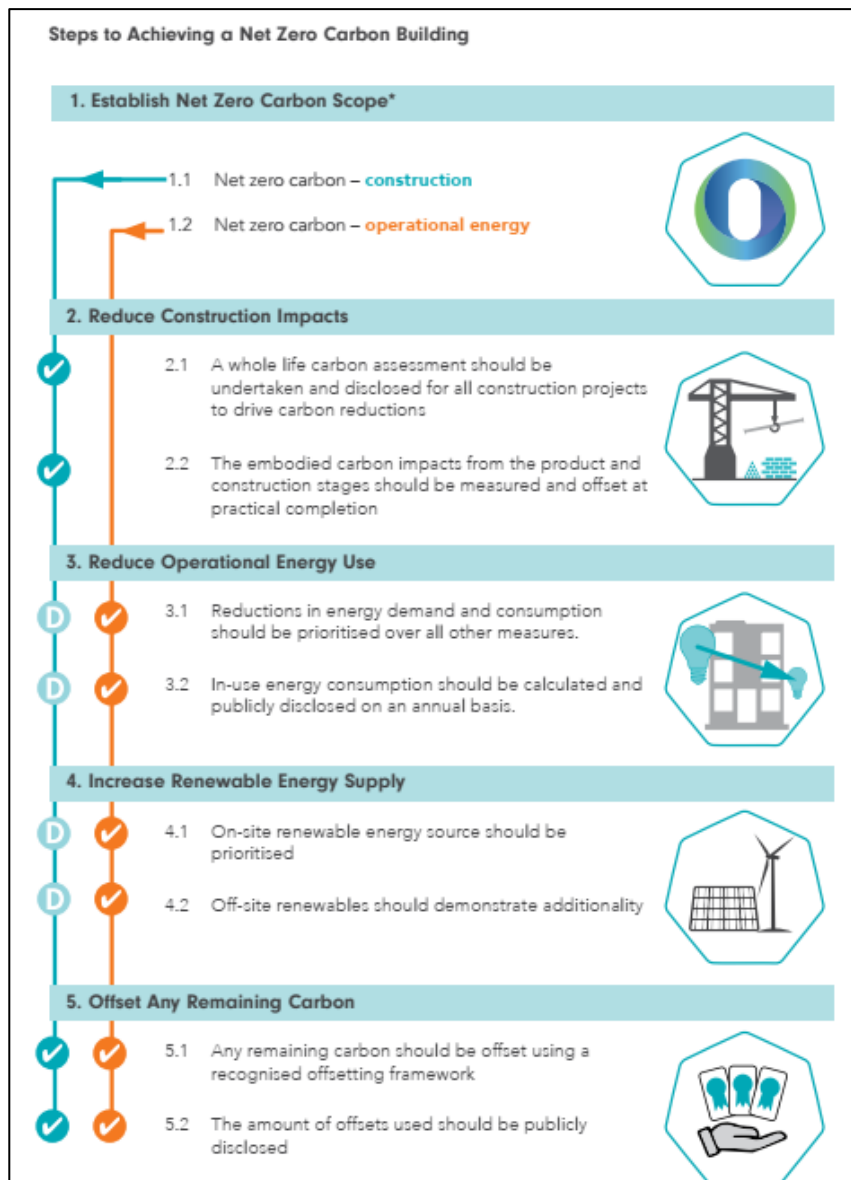 Steps to Achieving a Net Zero Carbon Building
1. Establish Net Zero Carbon Scope*
1.1 Net zero carbon – construction
1.2 Net zero carbon – operational energy
2. Reduce Construction Impacts
2.1 A whole life carbon assessment should be
undertaken and disclosed for all construction projects
to drive carbon reductions
2.2 The embodied carbon impacts from the product and
construction stages should be measured and offset at
practical completion
3. Reduce Operational Energy Use
D 3.1 Reductions in energy demand and consumption
should be prioritised over all other measures.
D 3.2 In-use energy consumption should be calculated and
publicly disclosed on an annual basis.
4. Increase Renewable Energy Supply
D 4.1 On-site renewable energy source should be
prioritised
D 4.2 Off-site renewables should demonstrate additionality
5. Offset Any Remaining Carbon
5.1 Any remaining carbon should be offset using a
recognised offsetting framework
5.2 The amount of offsets used should be publicly
disclosed